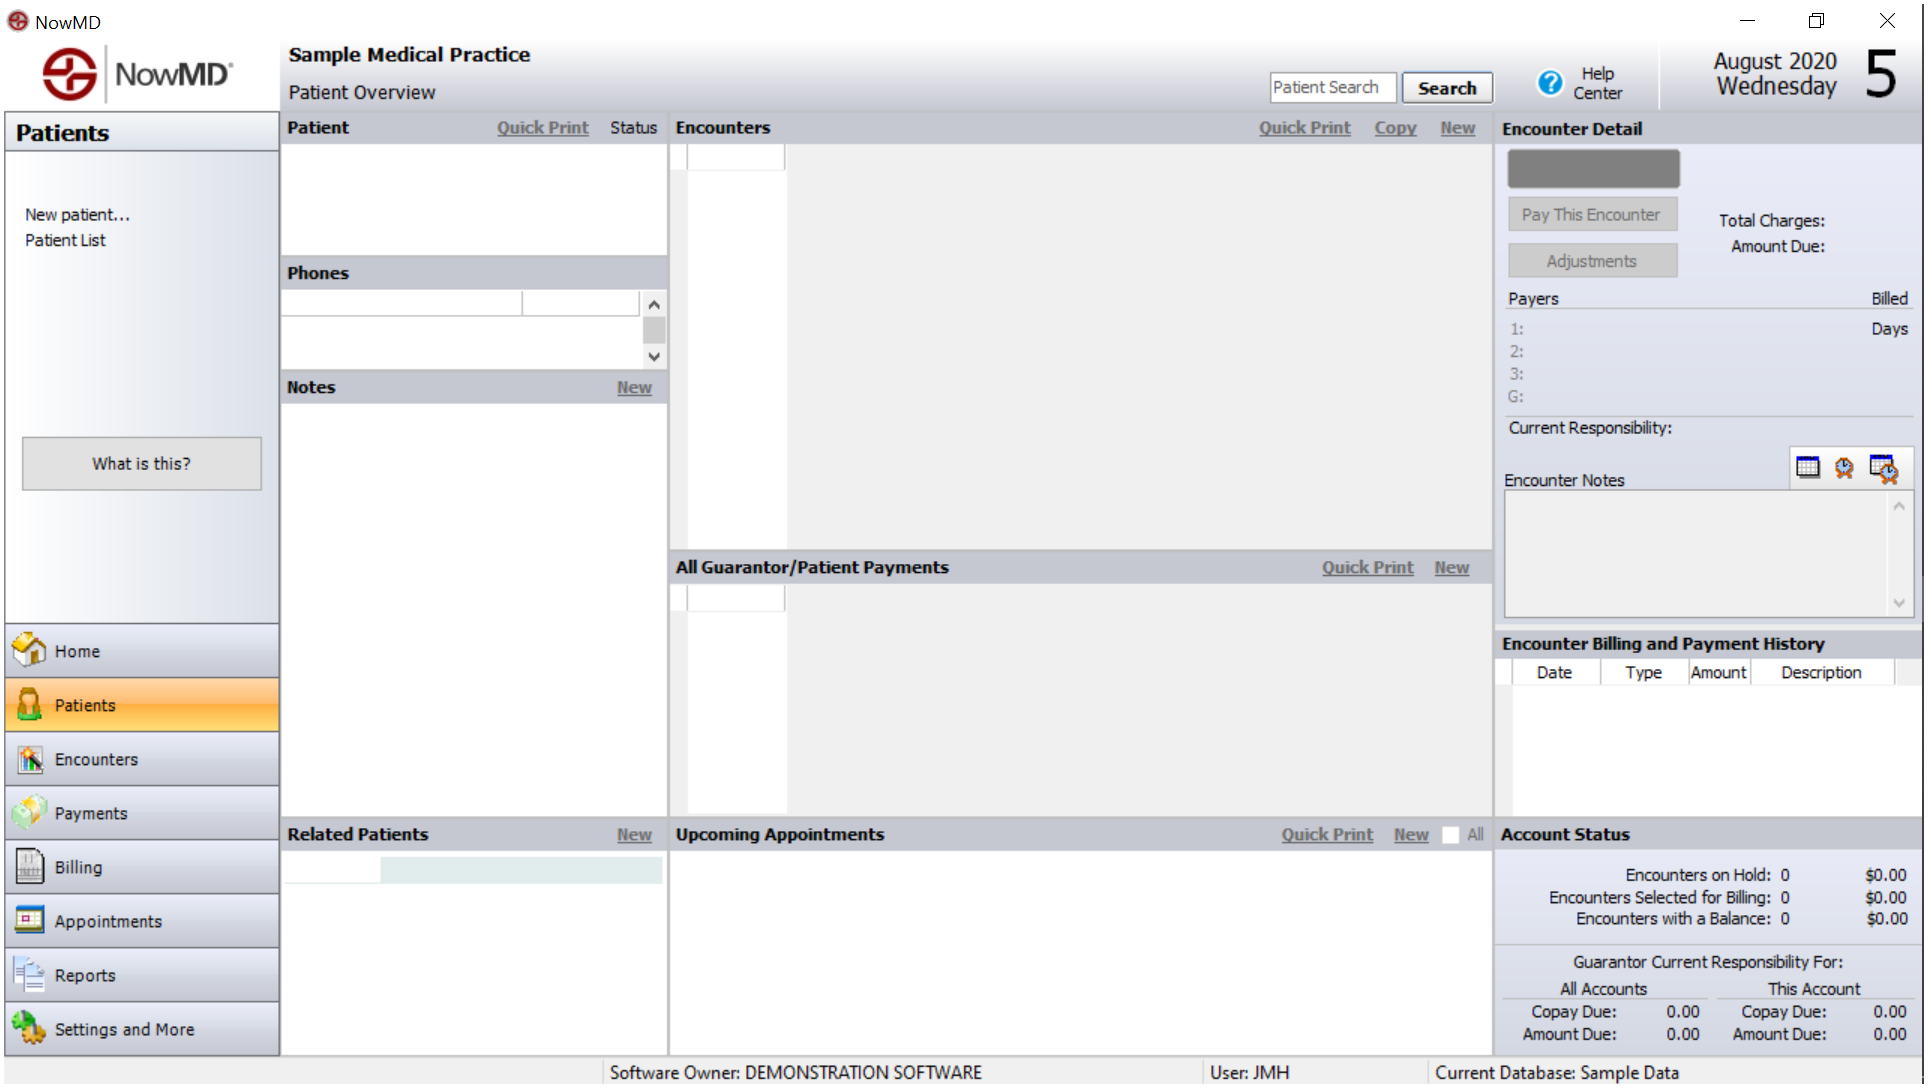 NowMD
NowMD®
Sample Medical Practice
Patient Overview
Patient Search
Search
Help
Center
August 2020
Wednesday
5
Patients
New patient...
Patient List
What is this?
Home
Patients
Encounters
Payments
Billing
Appointments
Reports
Settings and More
Patient Quick Print Status
Phones
Notes New
Related Patients New
Encounters Quick Print Copy New
All Guarantor/Patient Payments Quick Print New
Upcoming Appointments Quick Print New All
Encounter Detail
Pay This Encounter
Adjustments
Total Charges:
Amount Due:
Payers Billed
1: Days
2:
3:
G:
Current Responsibility:
Encounter Notes
Encounter Billing and Payment History
Date Type Amount Description
Account Status
Encounters on Hold: 0 $0.00
Encounters Selected for Billing: 0 $0.00
Encounters with a Balance: 0 $0.00
Guarantor Current Responsibility For:
All Accounts This Account
Copay Due: 0.00 Copay Due: 0.00
Amount Due: 0.00 Amount Due: 0.00
Software Owner: DEMONSTRATION SOFTWARE User: JMH Current Database: Sample Data